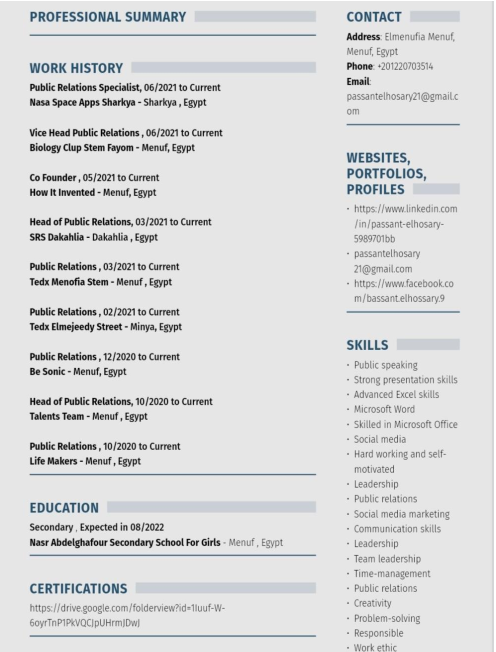 PROFESSIONAL SUMMARY
WORK HISTORY
Public Relations Specialist, 06/2021 to Current
Nasa Space Apps Sharkya - Sharkya , Egypt
Vice Head Public Relations , 06/2021 to Current
Biology Clup Stem Fayom - Menuf, Egypt
Co Founder , 05/2021 to Current
How It Invented - Menuf, Egypt
Head of Public Relations, 03/2021 to Current
SRS Dakahlia - Dakahlia , Egypt
Public Relations , 03/2021 to Current
Tedx Menofia Stem - Menuf , Egypt
Public Relations , 02/2021 to Current
Tedx Elmejeedy Street - Minya, Egypt
Public Relations , 12/2020 to Current
Be Sonic - Menuf, Egypt
Head of Public Relations, 10/2020 to Current
Talents Team - Menuf , Egypt
Public Relations , 10/2020 to Current
Life Makers - Menuf , Egypt
EDUCATION
Secondary , Expected in 08/2022
Nasr Abdelghafour Secondary School For Girls - Menuf , Egypt
CERTIFICATIONS
https://drive.google.com/folderview?id=1Iuuf-W-
6oyrTnP1PkVQCJpUHrmJDwJ
CONTACT
Address: Elmenufia Menuf,
Menuf, Egypt
Phone: +201220703514
Email:
passantelhosary21@gmail.c
om
WEBSITES,
PORTFOLIOS,
PROFILES
• https://www.linkedin.com
/in/passant-elhosary-
5989701bb
• passantelhosary
21@gmail.com
• https://www.facebook.co
m/bassant.elhossary.9
SKILLS
• Public speaking
• Strong presentation skills
• Advanced Excel skills
• Microsoft Word
• Skilled in Microsoft Office
• Social media
• Hard working and self-
motivated
• Leadership
• Public relations
• Social media marketing
• Communication skills
• Leadership
• Team leadership
• Time-management
• Public relations
• Creativity
• Problem-solving
• Responsible
• Work ethic